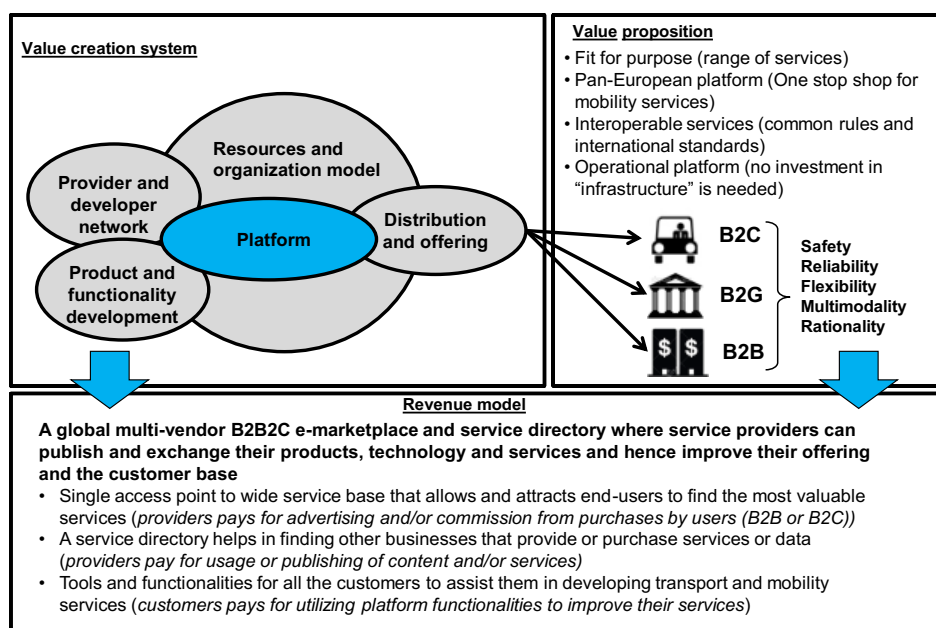 Value creation system
Resources and
organization model
Provider and
developer
network
Platform
Distribution
and offering
Product and
functionality
development
Value proposition
• Fit for purpose (range of services)
• Pan-European platform (One stop shop for
mobility services)
• Interoperable services (common rules and
international standards)
• Operational platform (no investment in
“infrastructure” is needed)
B2C
B2G
$ $
B2B
Safety
Reliability
Flexibility
Multimodality
Rationality
Revenue model
A global multi-vendor B2B2C e-marketplace and service directory where service providers can
publish and exchange their products, technology and services and hence improve their offering
and the customer base
• Single access point to wide service base that allows and attracts end-users to find the most valuable
services (providers pays for advertising and/or commission from purchases by users (B2B or B2C))
• A service directory helps in finding other businesses that provide or purchase services or data
(providers pay for usage or publishing of content and/or services)
• Tools and functionalities for all the customers to assist them in developing transport and mobility
services (customers pays for utilizing platform functionalities to improve their services)